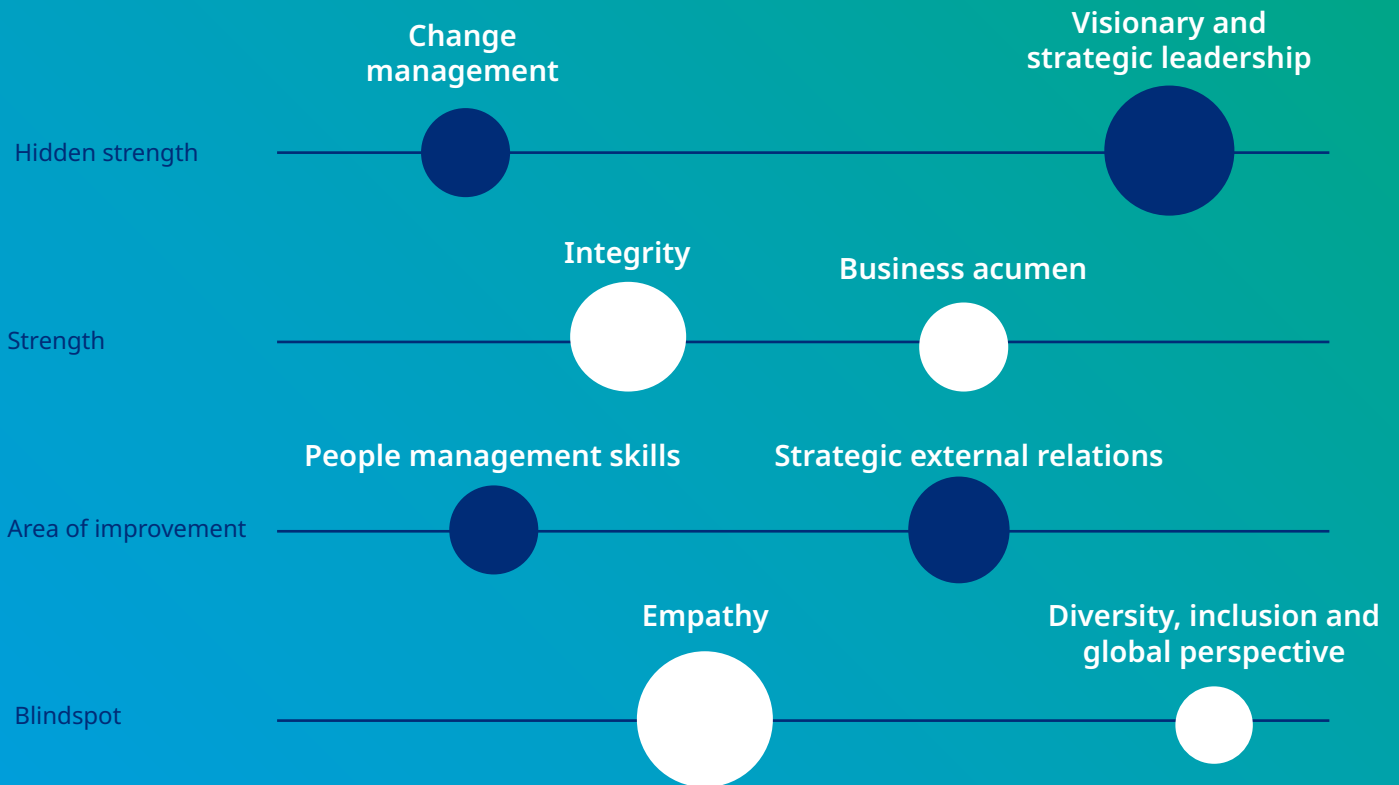 Change
management
Visionary and
strategic leadership
Hidden strength
Integrity
Business acumen
Strength
People management skills
Strategic external relations
Area of improvement
Empathy
Diversity, inclusion and
global perspective
Blindspot